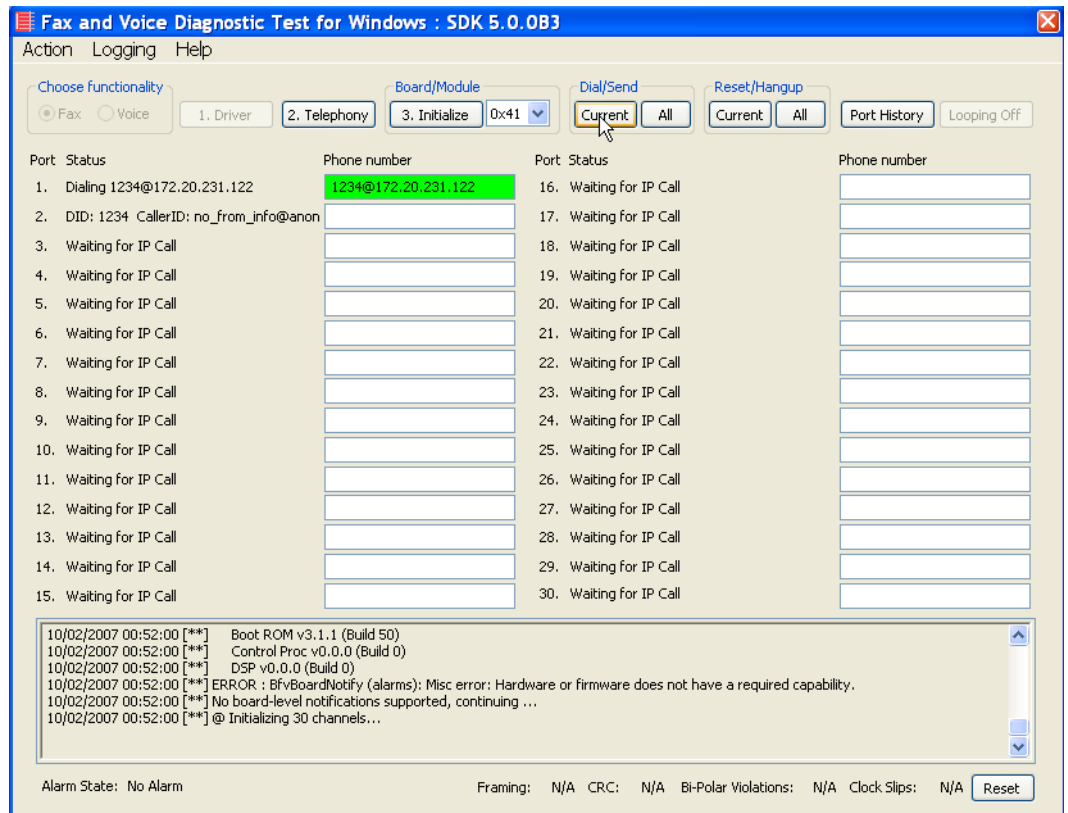 Fax and Voice Diagnostic Test for Windows : SDK 5.0.0B3
Action Logging Help
Choose functionality Board/Module Dial/Send Reset/Hangup
Fax Voice 1. Driver 2. Telephony 3. Initialize 0x41 Current All Current All Port History Looping Off
Port Status Phone number Port Status Phone number
1. Dialing 1234@172.20.231.122 1234@172.20.231.122 16. Waiting for IP Call
2. DID: 1234 CallerID: no_from_info@anon 17. Waiting for IP Call
3. Waiting for IP Call 18. Waiting for IP Call
4. Waiting for IP Call 19. Waiting for IP Call
5. Waiting for IP Call 20. Waiting for IP Call
6. Waiting for IP Call 21. Waiting for IP Call
7. Waiting for IP Call 22. Waiting for IP Call
8. Waiting for IP Call 23. Waiting for IP Call
9. Waiting for IP Call 24. Waiting for IP Call
10. Waiting for IP Call 25. Waiting for IP Call
11. Waiting for IP Call 26. Waiting for IP Call
12. Waiting for IP Call 27. Waiting for IP Call
13. Waiting for IP Call 28. Waiting for IP Call
14. Waiting for IP Call 29. Waiting for IP Call
15. Waiting for IP Call 30. Waiting for IP Call
10/02/2007 00:52:00 [**] Boot ROM v3.1.1 (Build 50)
10/02/2007 00:52:00 [**] Control Proc v0.0.0 (Build 0)
10/02/2007 00:52:00 [**] DSP v0.0.0 (Build 0)
10/02/2007 00:52:00 [**] ERROR : BfvBoardNotify (alarms): Misc error: Hardware or firmware does not have a required capability.
10/02/2007 00:52:00 [**] No board-level notifications supported, continuing ...
10/02/2007 00:52:00 [**] @ Initializing 30 channels...
Alarm State: No Alarm Framing: N/A CRC: N/A Bi-Polar Violations: N/A Clock Slips: N/A Reset